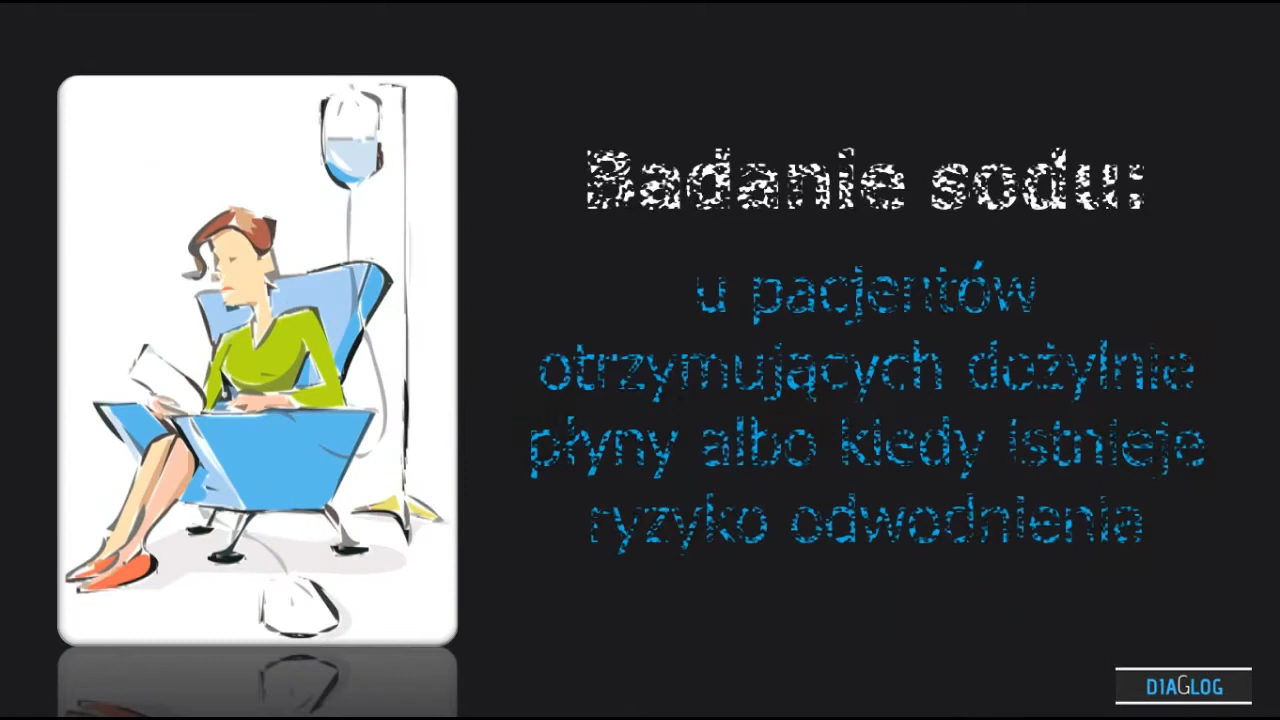 Badanie sodu:
u pacjentów
otrzymujących dożylnie
płyny albo kiedy istnieje
ryzyko odwodnienia
DIAGLOG